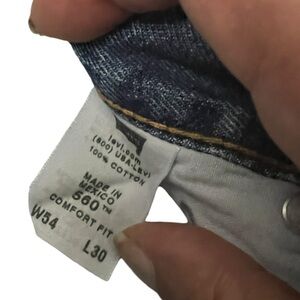 levi.com
(800) USA-LEVI
100% COTTON
MADE IN
MEXICO
560™
COMFORT FIT
W54 L30